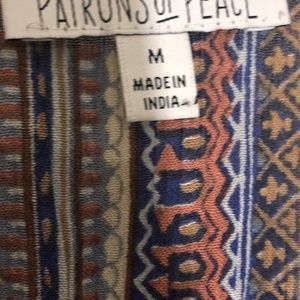 PATRONS of PEACE
M
MADE IN
INDIA